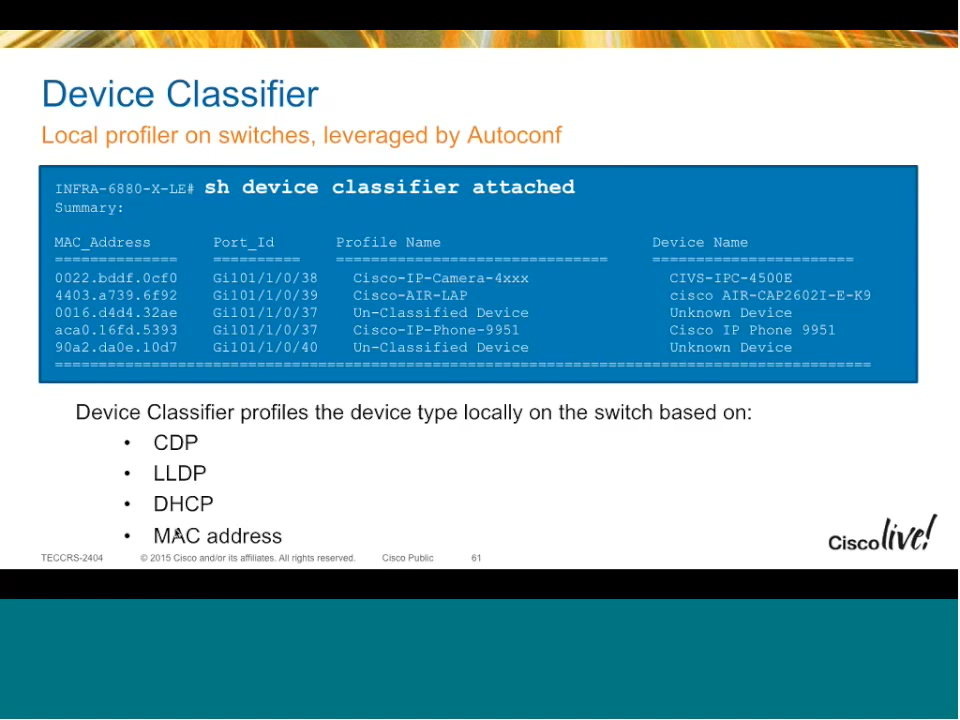 Device Classifier
Local profiler on switches, leveraged by Autoconf
INFRA-6880-X-LE# sh device classifier attached
Summary:
MAC_Address Port_Id Profile Name Device Name
============== ========== =============================== =======================
0022.bddf.0cf0 Gi101/1/0/38 Cisco-IP-Camera-4xxx CIVS-IPC-4500E
4403.a739.6f92 Gi101/1/0/39 Cisco-AIR-LAP cisco AIR-CAP2602I-E-K9
0016.d4d4.32ae Gi101/1/0/37 Un-Classified Device Unknown Device
aca0.16fd.5393 Gi101/1/0/37 Cisco-IP-Phone-9951 Cisco IP Phone 9951
90a2.da0e.10d7 Gi101/1/0/40 Un-Classified Device Unknown Device
=============================================================================================
Device Classifier profiles the device type locally on the switch based on:
• CDP
• LLDP
• DHCP
• MAC address
TECCRS-2404 © 2015 Cisco and/or its affiliates. All rights reserved. Cisco Public 61
Cisco live!